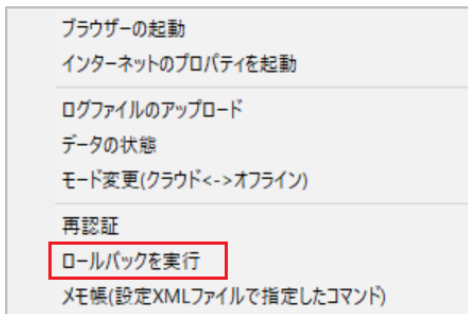 ブラウザーの起動
インターネットのプロパティを起動
ログファイルのアップロード
データの状態
モード変更(クラウド<->オフライン)
再認証
ロールバックを実行
メモ帳(設定XMLファイルで指定したコマンド)